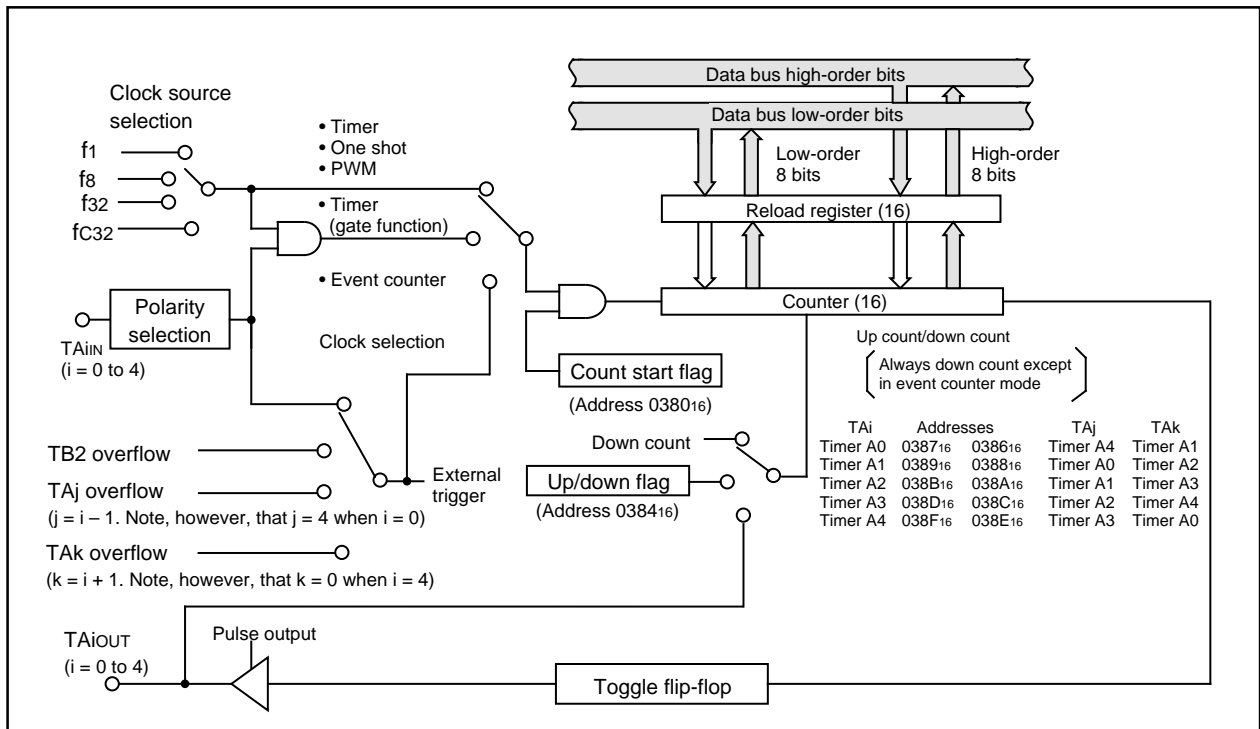 Clock source
selection
f1
f8
f32
fC32
• Timer
• One shot
• PWM
• Timer
(gate function)
• Event counter
Data bus high-order bits
Data bus low-order bits
Low-order
8 bits
High-order
8 bits
Reload register (16)
Counter (16)
Polarity
selection
TAiIN
(i = 0 to 4)
Clock selection
Count start flag
(Address 038016)
Up count/down count
Always down count except
in event counter mode
TAi Addresses TAj TAk
Timer A0 038716 038616 Timer A4 Timer A1
Timer A1 038916 038816 Timer A0 Timer A2
Timer A2 038B16 038A16 Timer A1 Timer A3
Timer A3 038D16 038C16 Timer A2 Timer A4
Timer A4 038F16 038E16 Timer A3 Timer A0
Down count
Up/down flag
(Address 038416)
TB2 overflow
External
trigger
TAj overflow
(j = i – 1. Note, however, that j = 4 when i = 0)
TAk overflow
(k = i + 1. Note, however, that k = 0 when i = 4)
TAiOUT
(i = 0 to 4)
Pulse output
Toggle flip-flop